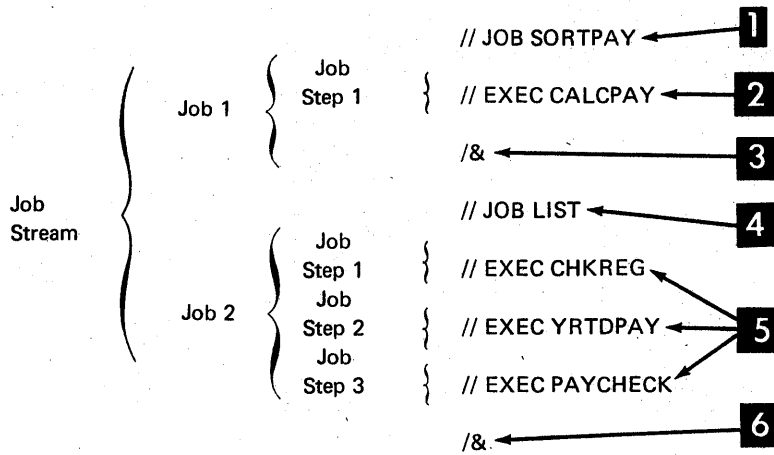 // JOB SORTPAY 1
Job
Step 1 // EXEC CALCPAY 2
Job 1
/& 3
Job
Stream
// JOB LIST 4
Job
Step 1 // EXEC CHKREG
Job 2
Job
Step 2 // EXEC YRTDPAY 5
Job
Step 3 // EXEC PAYCHECK
/& 6